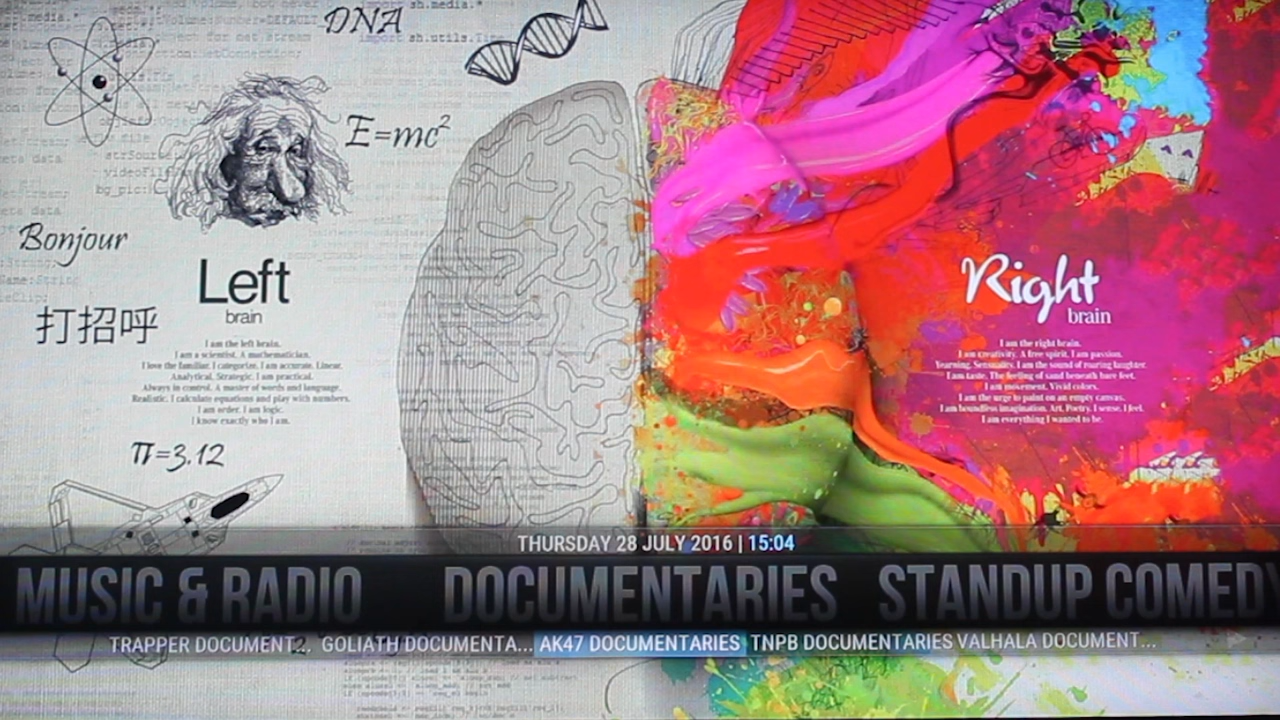 DNA
E=mc²
Bonjour
打招呼
Left
brain
I am the left brain.
I am a scientist. A mathematician.
I love the familiar. I categorize. I am accurate. Linear.
Analytical. Strategic. I am practical.
Always in control. A master of words and language.
Realistic. I calculate equations and play with numbers.
I am order. I am logic.
I know exactly who I am.
π=3.12
Right
brain
I am the right brain.
I am creativity. A free spirit. I am passion.
Yearning. Sensuality. I am the sound of roaring laughter.
I am taste. The feeling of sand beneath bare feet.
I am movement. Vivid colors.
I am the urge to paint on an empty canvas.
I am boundless imagination. Art. Poetry. I sense. I feel.
I am everything I wanted to be.
THURSDAY 28 JULY 2016 | 15:04
MUSIC & RADIO DOCUMENTARIES STANDUP COMEDY
TRAPPER DOCUMENT... GOLIATH DOCUMENTA... AK47 DOCUMENTARIES TNPB DOCUMENTARIES VALHALA DOCUMENT...